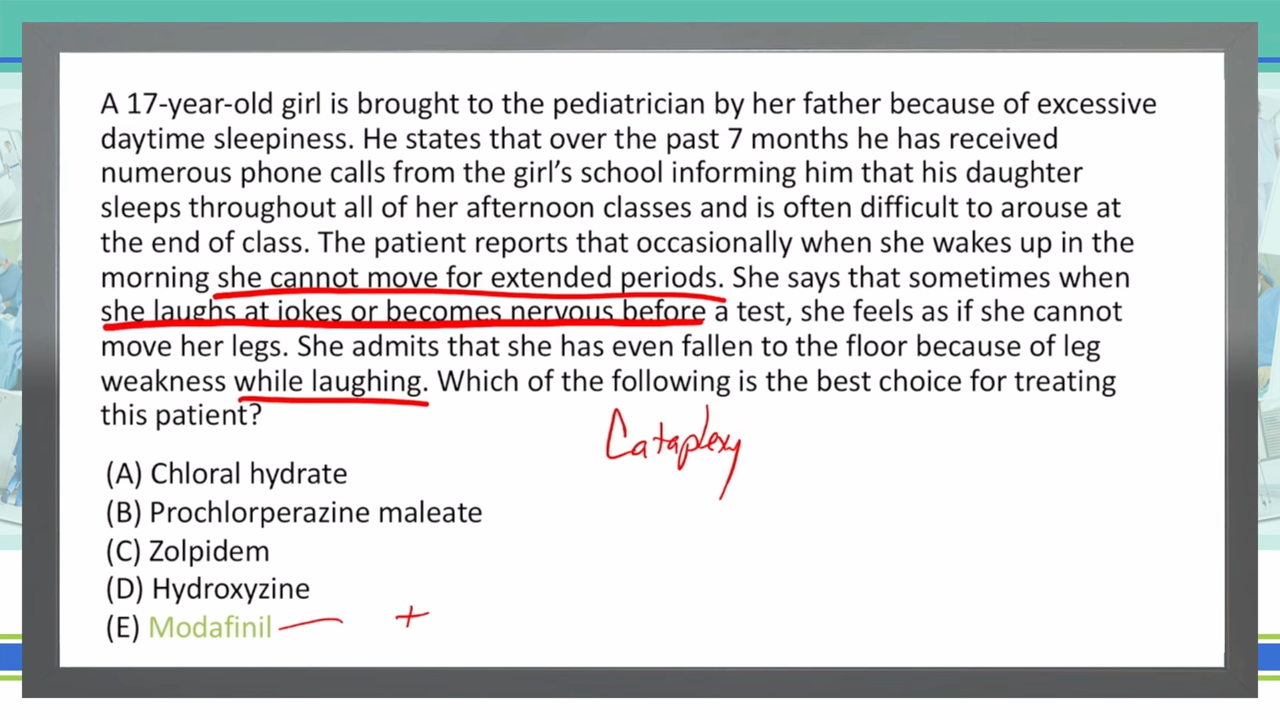 A 17-year-old girl is brought to the pediatrician by her father because of excessive
daytime sleepiness. He states that over the past 7 months he has received
numerous phone calls from the girl’s school informing him that his daughter
sleeps throughout all of her afternoon classes and is often difficult to arouse at
the end of class. The patient reports that occasionally when she wakes up in the
morning she cannot move for extended periods. She says that sometimes when
she laughs at jokes or becomes nervous before a test, she feels as if she cannot
move her legs. She admits that she has even fallen to the floor because of leg
weakness while laughing. Which of the following is the best choice for treating
this patient?
Cataplexy
(A) Chloral hydrate
(B) Prochlorperazine maleate
(C) Zolpidem
(D) Hydroxyzine
(E) Modafinil — +